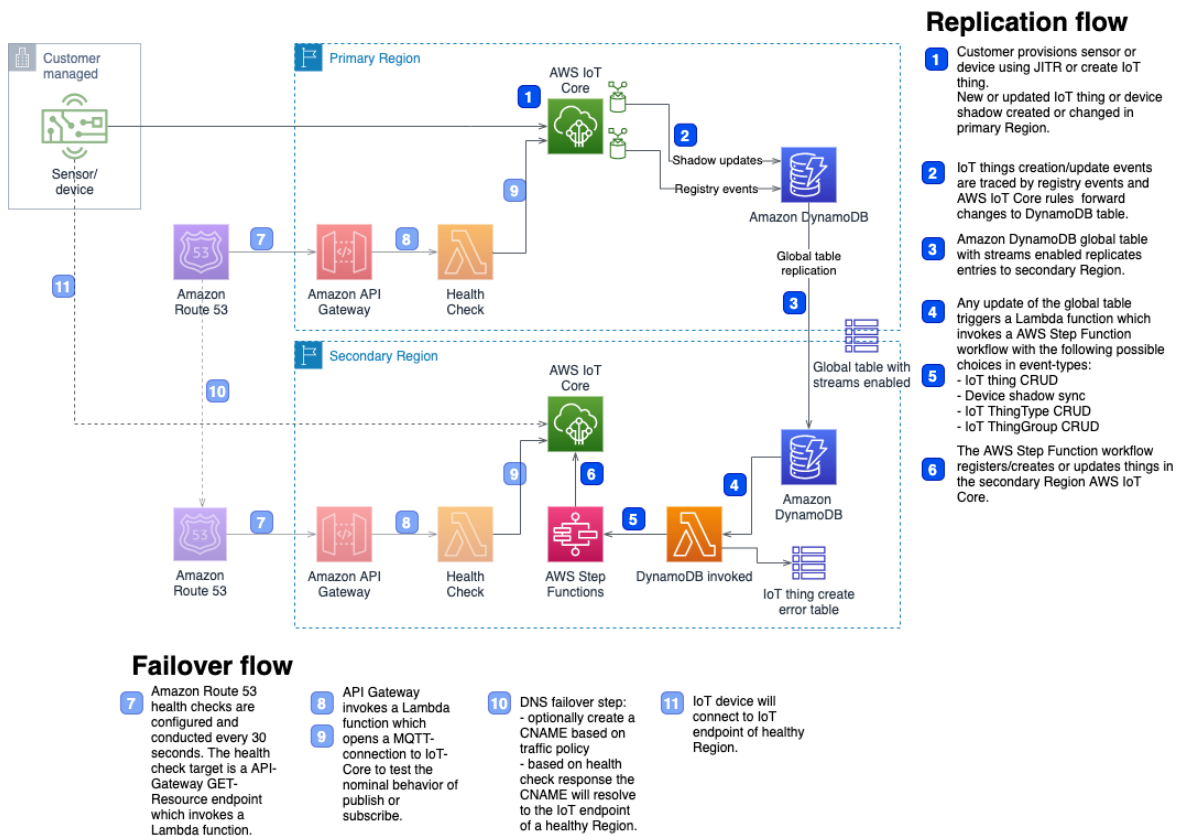 Replication flow
Customer
managed
Sensor/
device
Primary Region
AWS IoT
Core
1
2
Shadow updates
Registry events
Amazon DynamoDB
9
53
7
8
Amazon
Route 53
Amazon API
Gateway
Health
Check
Global table
replication
3
11
10
Global table with
streams enabled
Secondary Region
AWS IoT
Core
9
6
4
Amazon
DynamoDB
53
7
8
5
Amazon
Route 53
Amazon API
Gateway
Health
Check
AWS Step
Functions
DynamoDB invoked
IoT thing create
error table
1
Customer provisions sensor or
device using JITR or create IoT
thing.
New or updated IoT thing or device
shadow created or changed in
primary Region.
2
IoT things creation/update events
are traced by registry events and
AWS IoT Core rules forward
changes to DynamoDB table.
3
Amazon DynamoDB global table
with streams enabled replicates
entries to secondary Region.
4
Any update of the global table
triggers a Lambda function which
invokes a AWS Step Function
workflow with the following possible
choices in event-types:
5
- IoT thing CRUD
- Device shadow sync
- IoT ThingType CRUD
- IoT ThingGroup CRUD
6
The AWS Step Function workflow
registers/creates or updates things in
the secondary Region AWS IoT
Core.
Failover flow
7
Amazon Route 53
health checks are
configured and
conducted every 30
seconds. The health
check target is a API-
Gateway GET-
Resource endpoint
which invokes a
Lambda function.
8
9
API Gateway
invokes a Lambda
function which
opens a MQTT-
connection to IoT-
Core to test the
nominal behavior of
publish or
subscribe.
10
DNS failover step:
- optionally create a
CNAME based on
traffic policy
- based on health
check response the
CNAME will resolve
to the IoT endpoint
of a healthy Region.
11
IoT device will
connect to IoT
endpoint of healthy
Region.